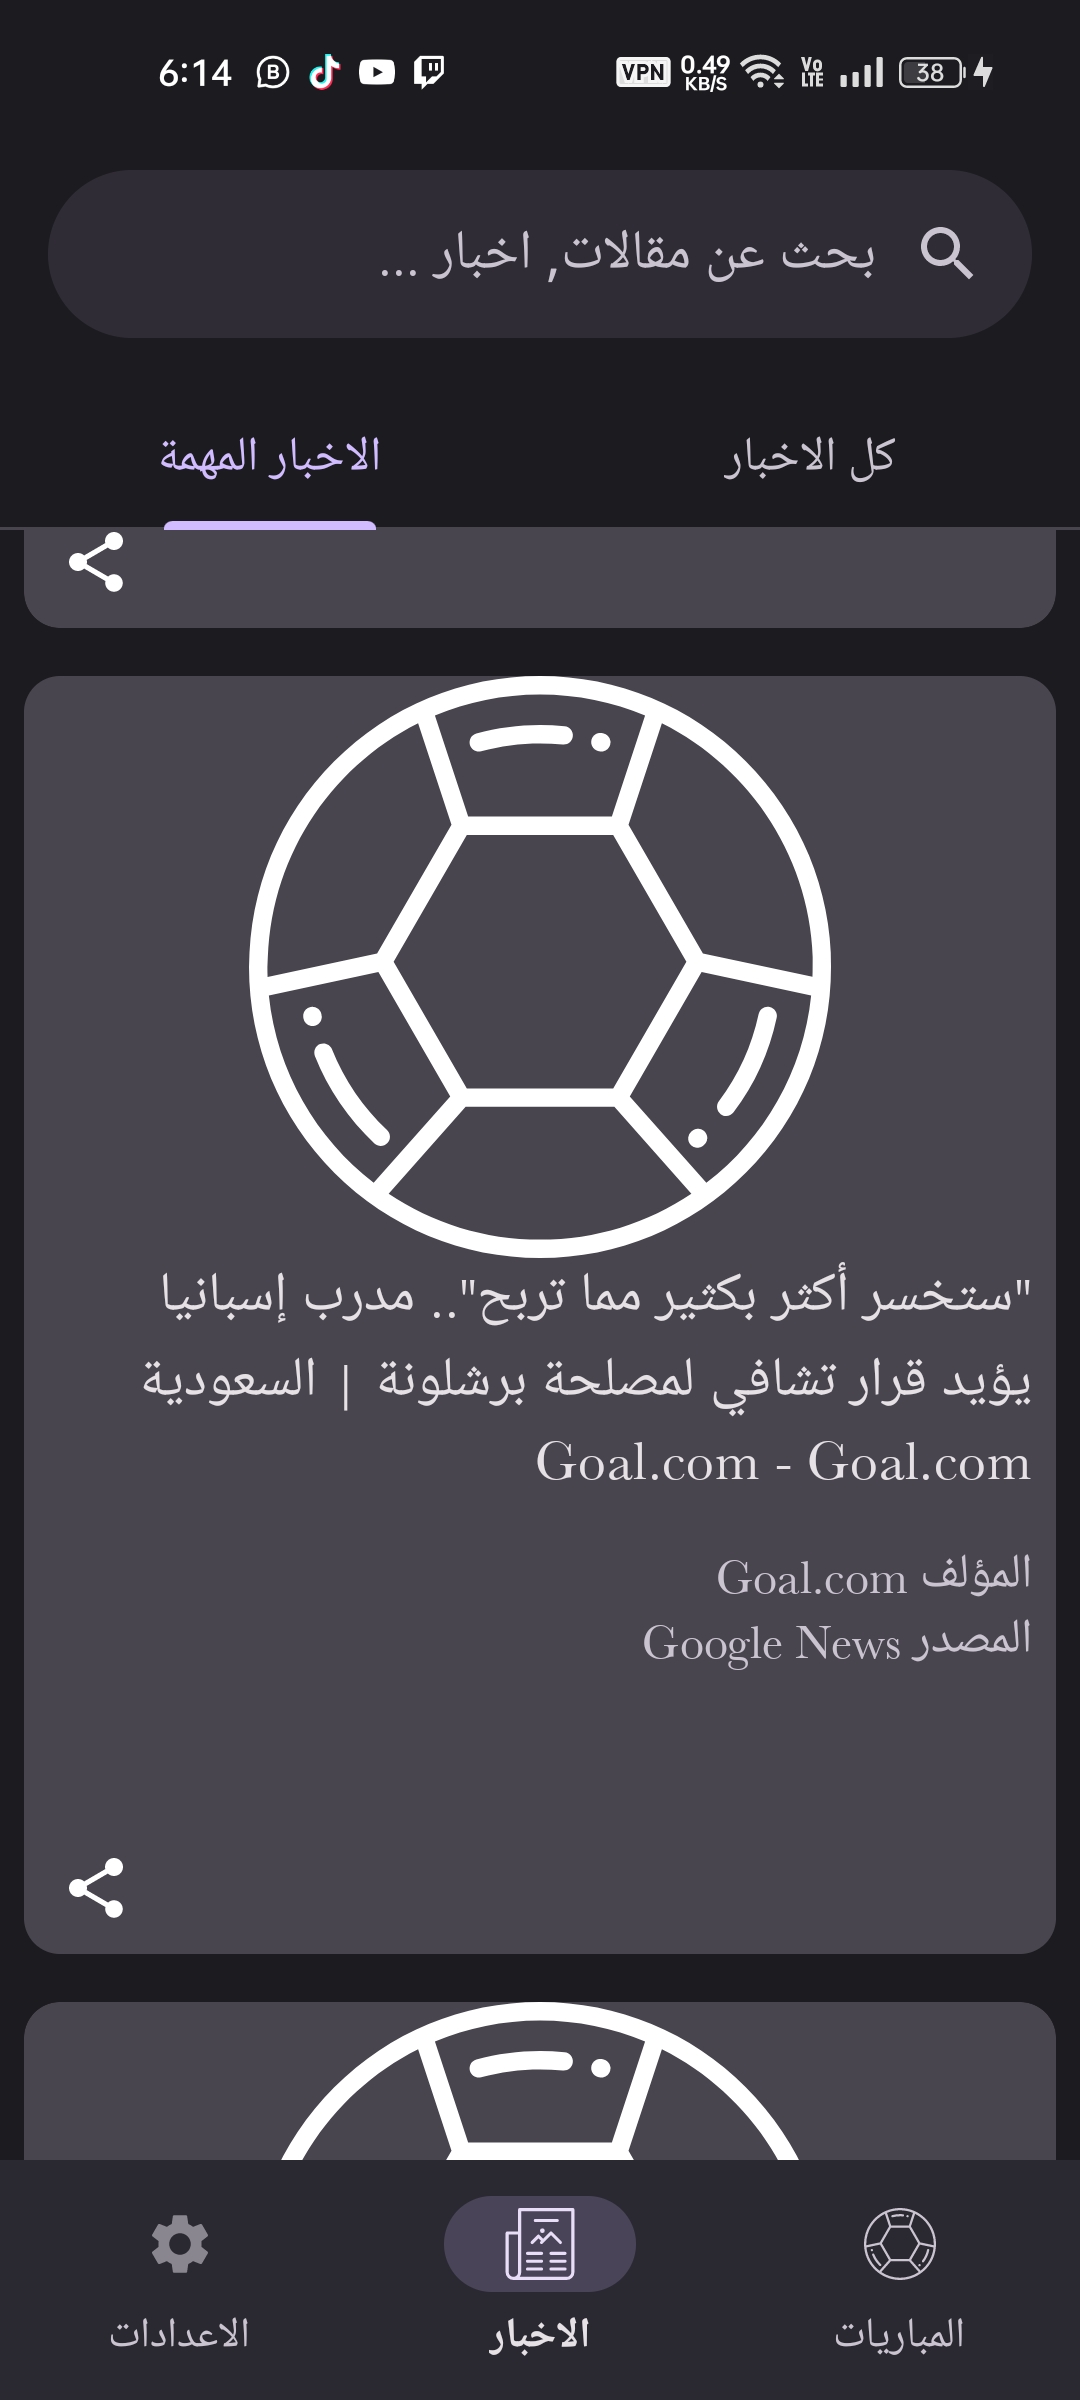 6:14
VPN 0.49 KB/S Vo LTE 38
بحث عن مقالات, اخبار ...
كل الاخبار
الاخبار المهمة
"ستخسر أكثر بكثير مما تربح".. مدرب إسبانيا
يؤيد قرار تشافي لمصلحة برشلونة | السعودية
Goal.com - Goal.com
المؤلف Goal.com
المصدر Google News
المباريات
الاخبار
الاعدادات